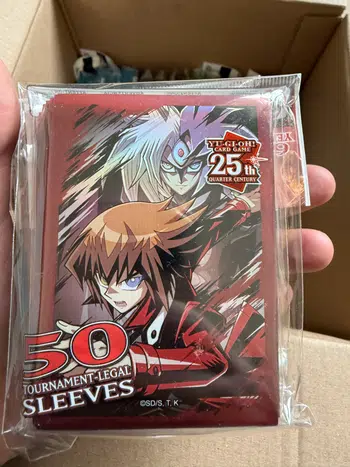 YU-GI-OH!
CARD GAME
25th
QUARTER CENTURY
50
TOURNAMENT-LEGAL
SLEEVES
©SD/S, T. K